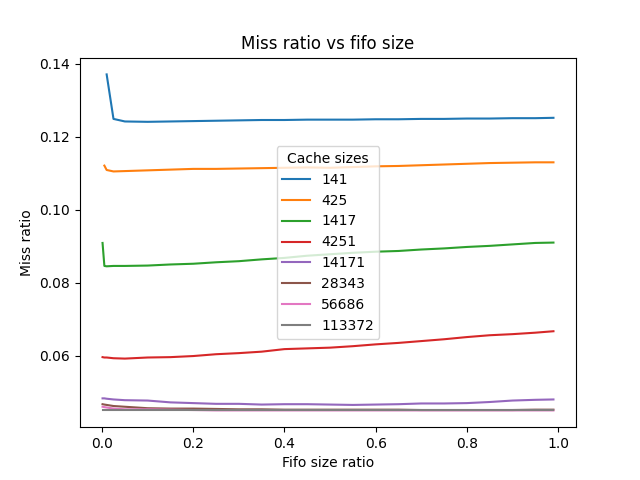 Miss ratio vs fifo size
0.14
0.12
0.10
0.08
0.06
Miss ratio
Cache sizes
141
425
1417
4251
14171
28343
56686
113372
0.0 0.2 0.4 0.6 0.8 1.0
Fifo size ratio